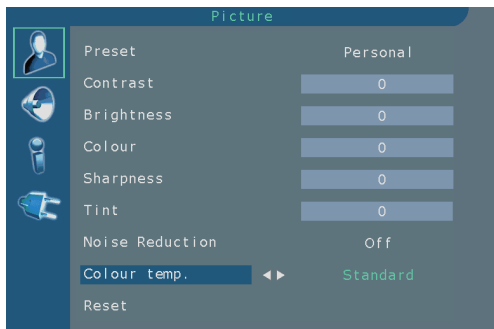 Picture
Preset Personal
Contrast 0
Brightness 0
Colour 0
Sharpness 0
Tint 0
Noise Reduction Off
Colour temp. Standard
Reset